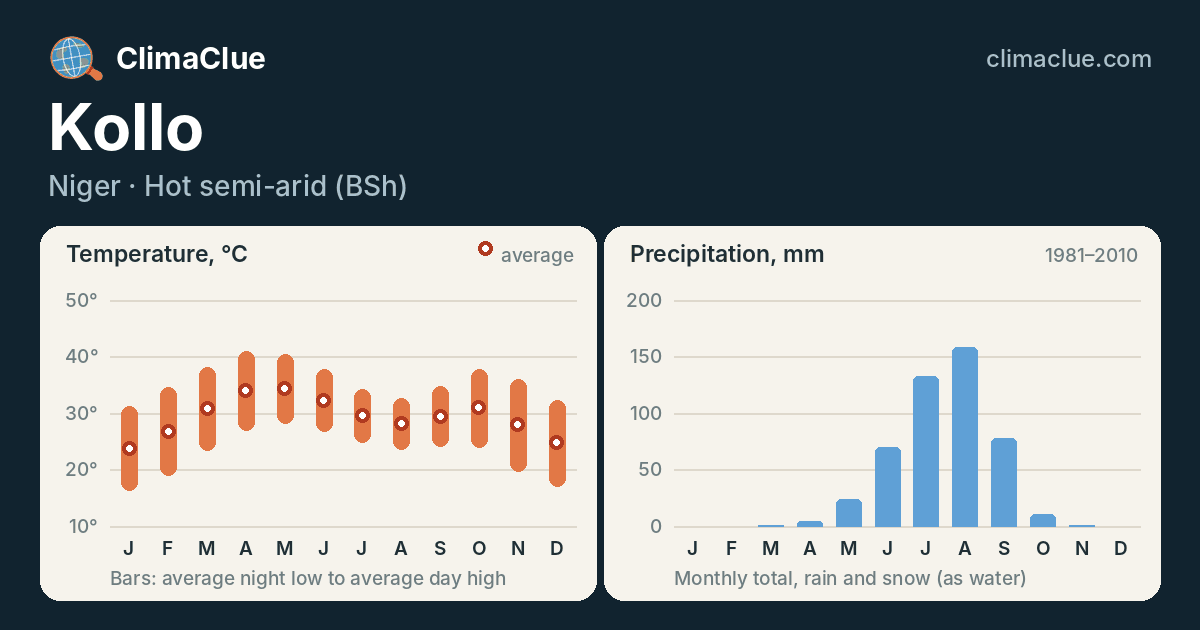 ClimaClue
climaclue.com
Kollo
Niger · Hot semi-arid (BSh)
Temperature, °C
average
50°
40°
30°
20°
10°
J F M A M J J A S O N D
Bars: average night low to average day high
Precipitation, mm
1981–2010
200
150
100
50
0
J F M A M J J A S O N D
Monthly total, rain and snow (as water)